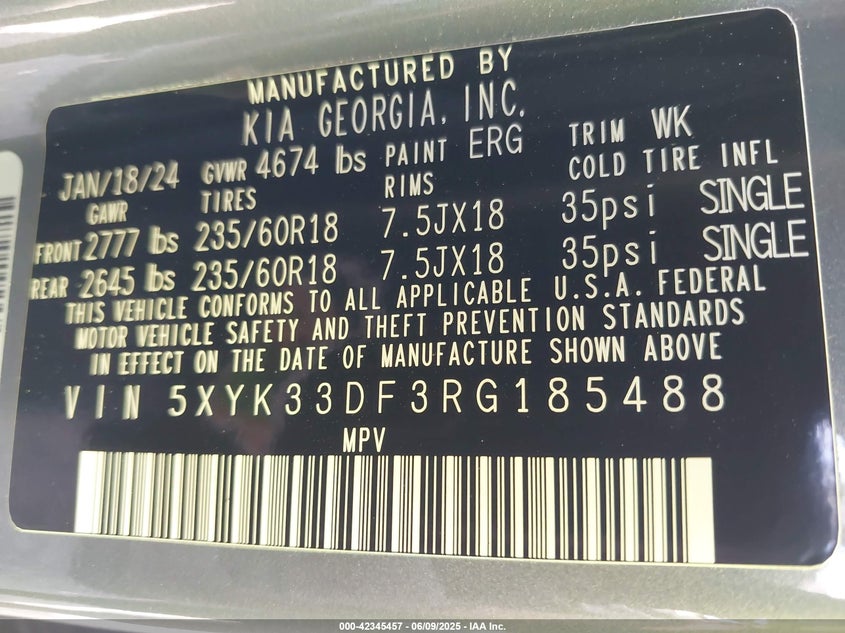 MANUFACTURED BY
KIA GEORGIA, INC.
JAN/18/24 GVWR 4674 lbs PAINT ERG TRIM WK
GAWR TIRES RIMS COLD TIRE INFL
FRONT 2777 lbs 235/60R18 7.5JX18 35psi SINGLE
REAR 2645 lbs 235/60R18 7.5JX18 35psi SINGLE
THIS VEHICLE CONFORMS TO ALL APPLICABLE U.S.A. FEDERAL
MOTOR VEHICLE SAFETY AND THEFT PREVENTION STANDARDS
IN EFFECT ON THE DATE OF MANUFACTURE SHOWN ABOVE
VIN 5XYK33DF3RG185488
MPV
000-42345457 - 06/09/2025 - IAA Inc.